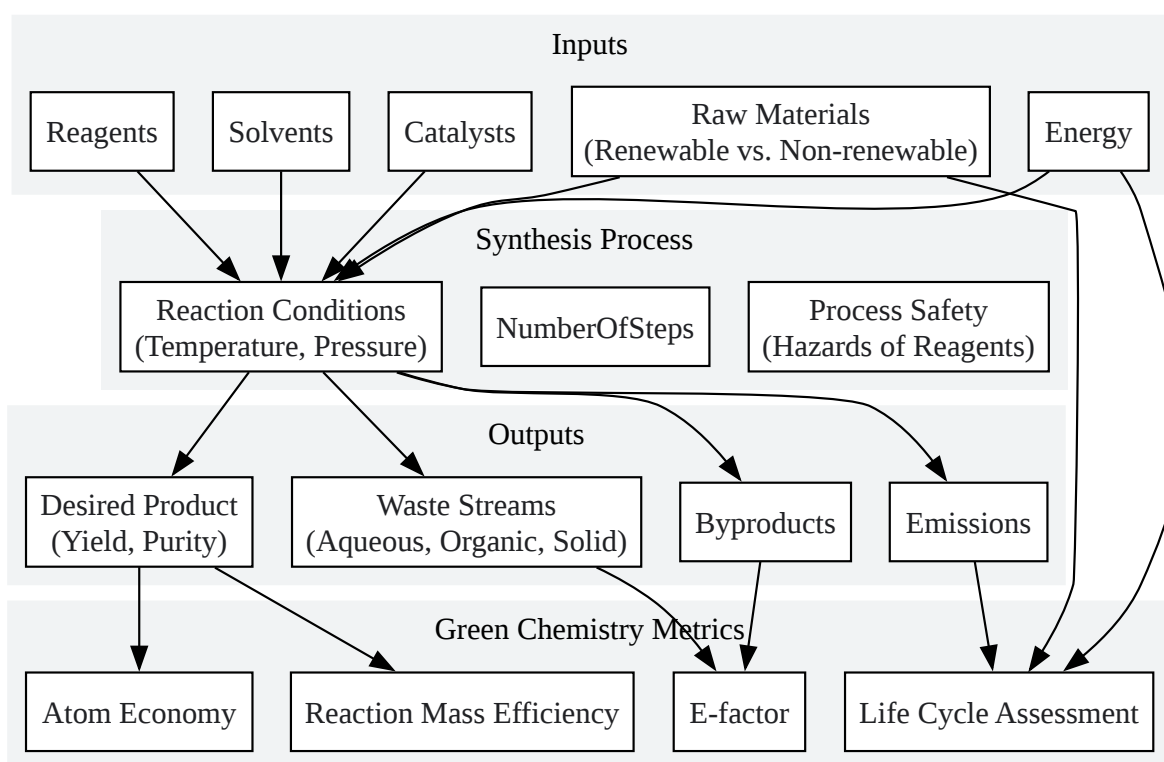 Inputs
Reagents
Solvents
Catalysts
Raw Materials
(Renewable vs. Non-renewable)
Energy
Synthesis Process
Reaction Conditions
(Temperature, Pressure)
NumberOfSteps
Process Safety
(Hazards of Reagents)
Outputs
Desired Product
(Yield, Purity)
Waste Streams
(Aqueous, Organic, Solid)
Byproducts
Emissions
Green Chemistry Metrics
Atom Economy
Reaction Mass Efficiency
E-factor
Life Cycle Assessment